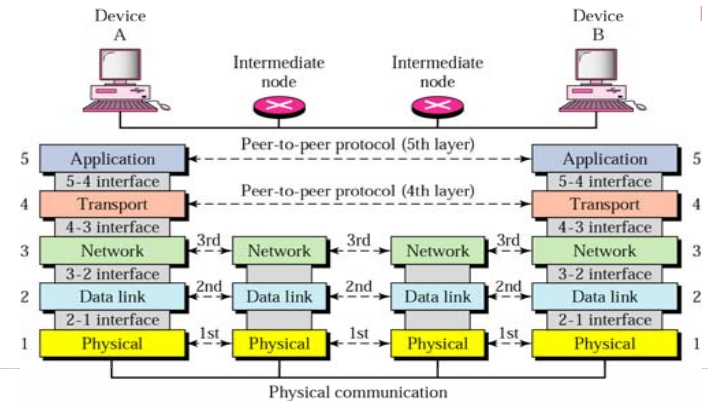 Device Device
A B
Intermediate Intermediate
node node
Peer-to-peer protocol (5th layer)
5 Application Application 5
5-4 interface 5-4 interface
Peer-to-peer protocol (4th layer)
4 Transport Transport 4
4-3 interface 4-3 interface
3 Network 3rd Network 3rd Network 3rd Network 3
3-2 interface 3-2 interface
2 Data link 2nd Data link 2nd Data link 2nd Data link 2
2-1 interface 2-1 interface
1 Physical 1st Physical 1st Physical 1st Physical 1
Physical communication